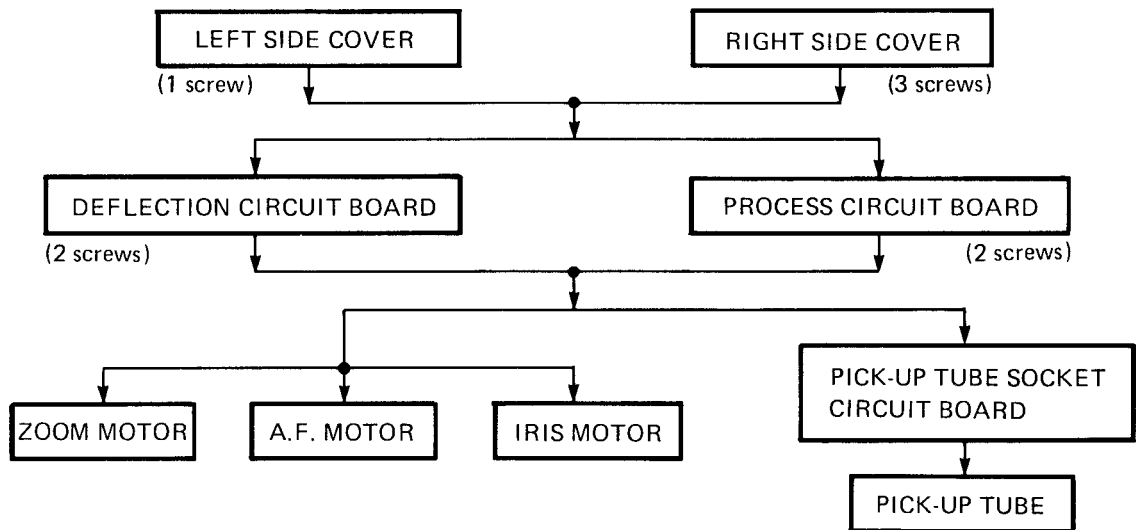 LEFT SIDE COVER
(1 screw)
RIGHT SIDE COVER
(3 screws)
DEFLECTION CIRCUIT BOARD
(2 screws)
PROCESS CIRCUIT BOARD
(2 screws)
ZOOM MOTOR
A.F. MOTOR
IRIS MOTOR
PICK-UP TUBE SOCKET
CIRCUIT BOARD
PICK-UP TUBE